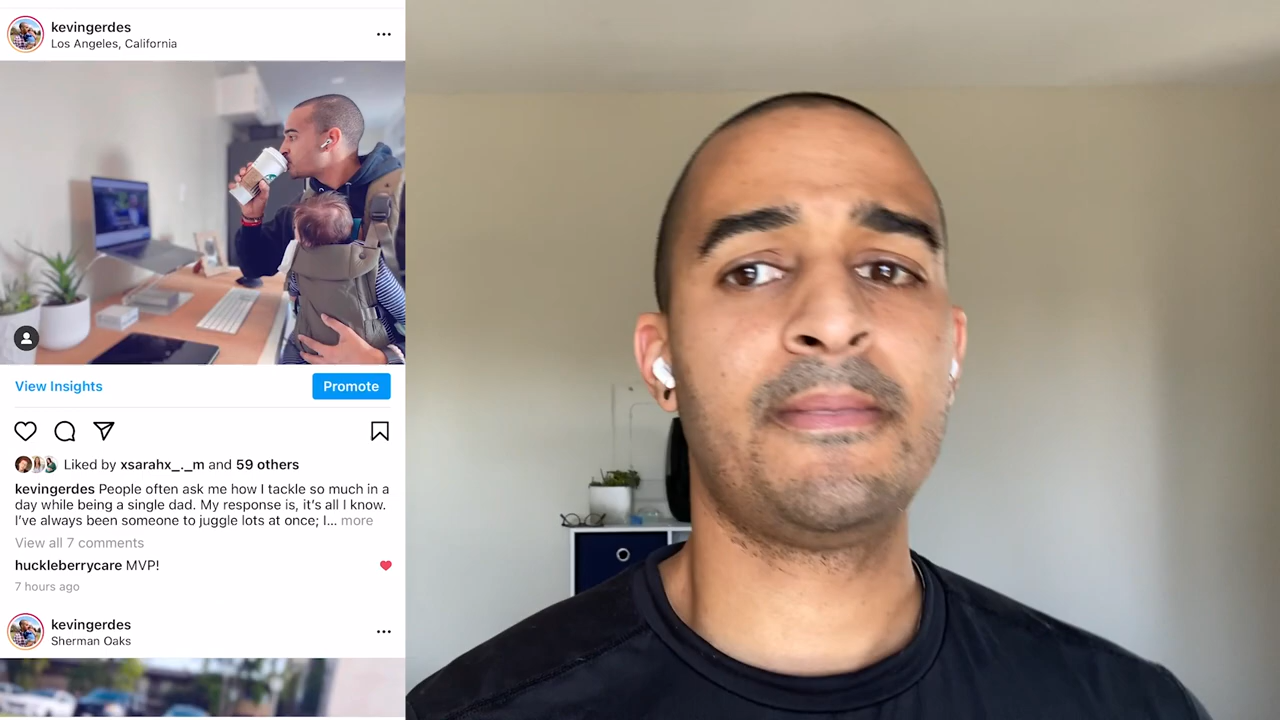 kevingerdes
Los Angeles, California
View Insights
Promote
Liked by xsarahx_._m and 59 others
kevingerdes People often ask me how I tackle so much in a
day while being a single dad. My response is, it's all I know.
I've always been someone to juggle lots at once; I... more
View all 7 comments
huckleberrycare MVP!
7 hours ago
kevingerdes
Sherman Oaks